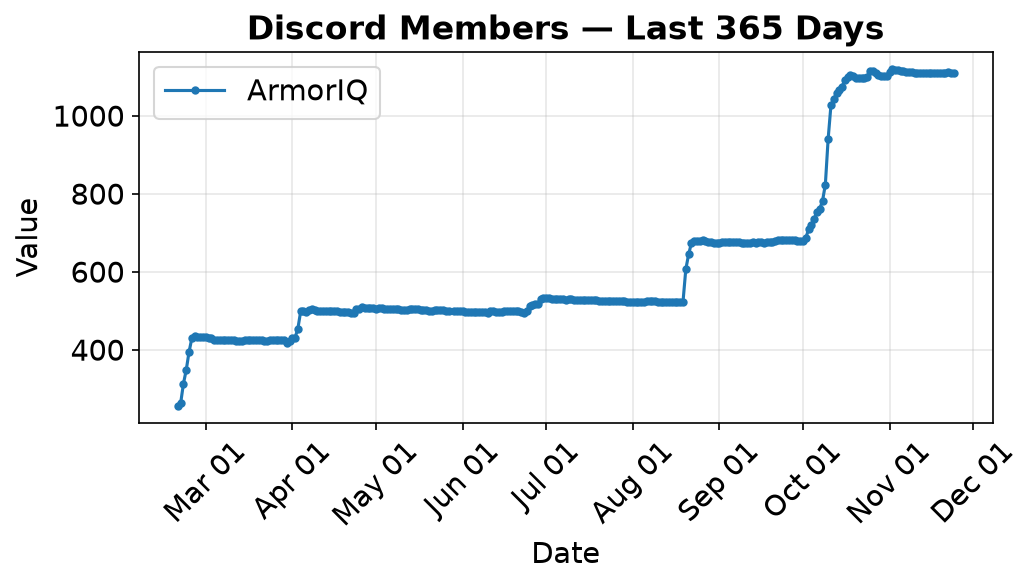 Discord Members — Last 365 Days
ArmorIQ
Value
1000
800
600
400
Mar 01
Apr 01
May 01
Jun 01
Jul 01
Aug 01
Sep 01
Oct 01
Nov 01
Dec 01
Date